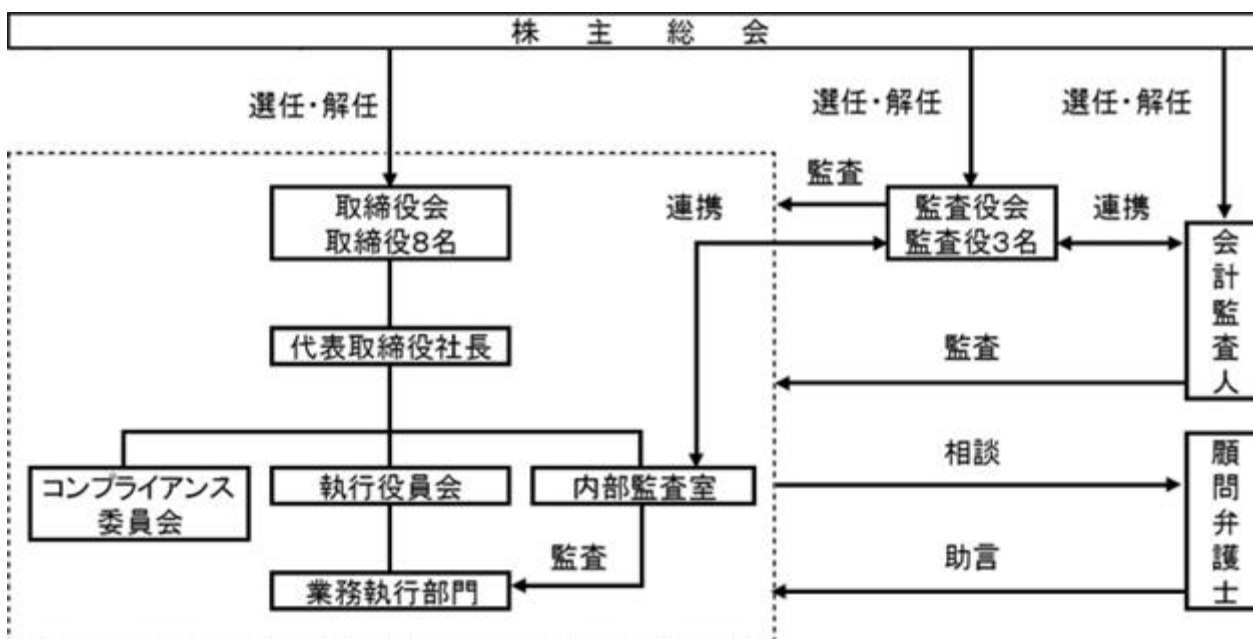 株主総会
選任・解任
選任・解任
選任・解任
取締役会
取締役8名
監査
連携
監査役会
監査役3名
連携
会計監査人
代表取締役社長
監査
コンプライアンス
委員会
執行役員会
内部監査室
相談
顧問弁護士
監査
助言
業務執行部門